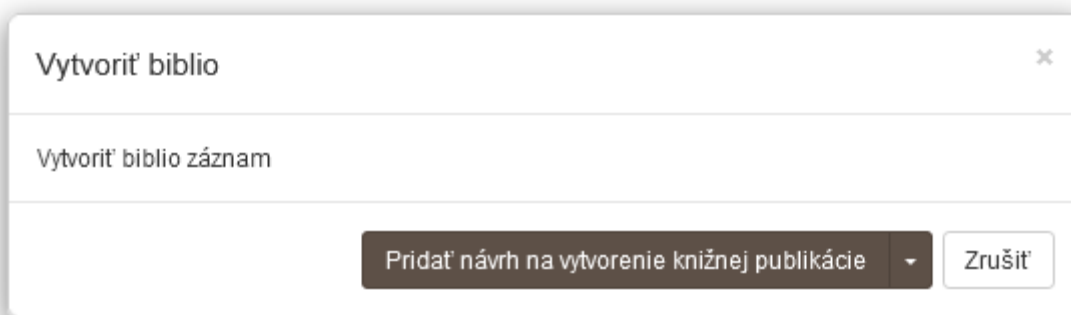 Vytvoriť biblio
×
Vytvoriť biblio záznam
Pridať návrh na vytvorenie knižnej publikácie
Zrušiť